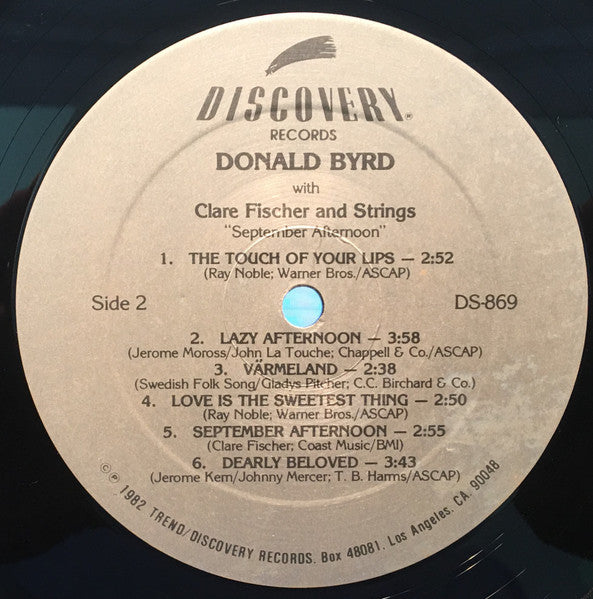 DISCOVERY ℗
RECORDS
DONALD BYRD
with
Clare Fischer and Strings
"September Afternoon"
1. THE TOUCH OF YOUR LIPS — 2:52
(Ray Noble; Warner Bros./ASCAP)
Side 2
DS-869
2. LAZY AFTERNOON — 3:58
(Jerome Moross/John La Touche; Chappell & Co./ASCAP)
3. VÄRMELAND — 2:38
(Swedish Folk Song/Gladys Pitcher; C.C. Birchard & Co.)
4. LOVE IS THE SWEETEST THING — 2:50
(Ray Noble; Warner Bros./ASCAP)
5. SEPTEMBER AFTERNOON — 2:55
(Clare Fischer; Coast Music/BMI)
6. DEARLY BELOVED — 3:43
(Jerome Kern/Johnny Mercer; T. B. Harms/ASCAP)
©℗ 1982 TREND/DISCOVERY RECORDS. Box 48081. Los Angeles, CA. 90048